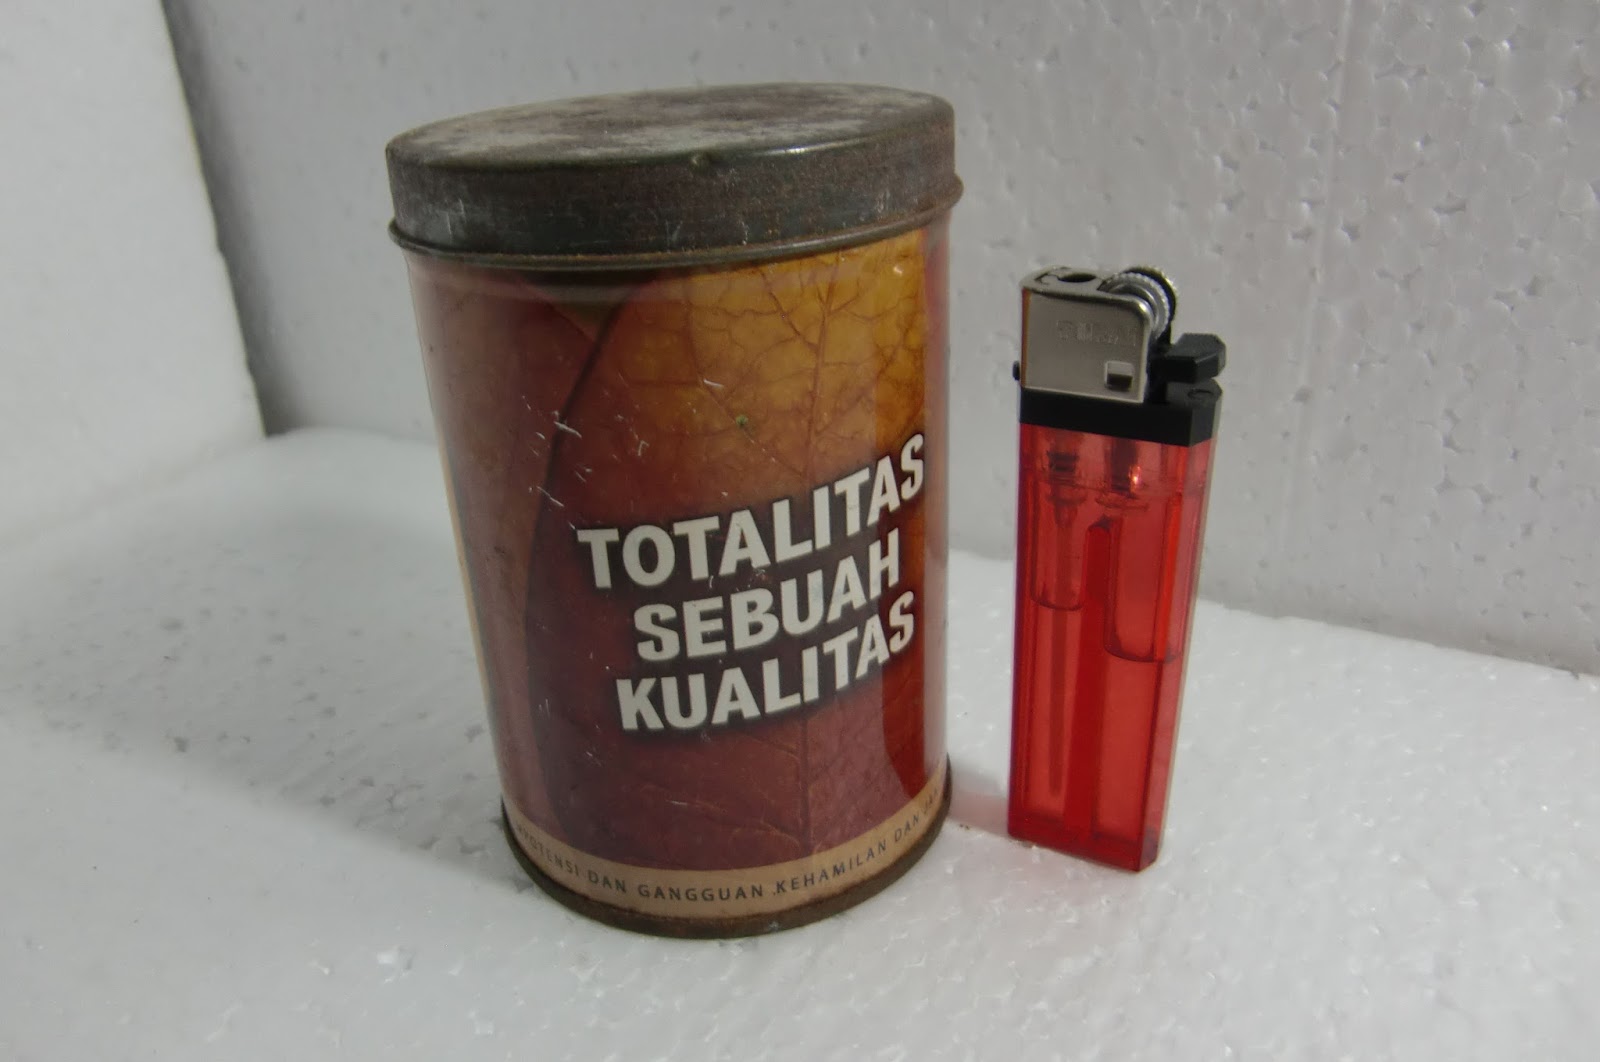 TOTALITAS
SEBUAH
KUALITAS
DAN GANGGUAN KEHAMILAN DAN